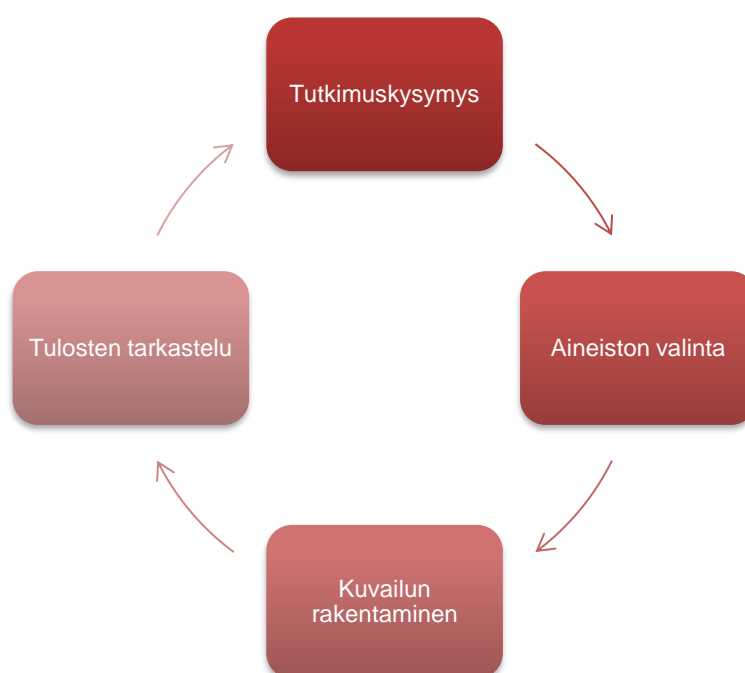 Tutkimuskysymys
Aineiston valinta
Kuvailun
rakentaminen
Tulosten tarkastelu